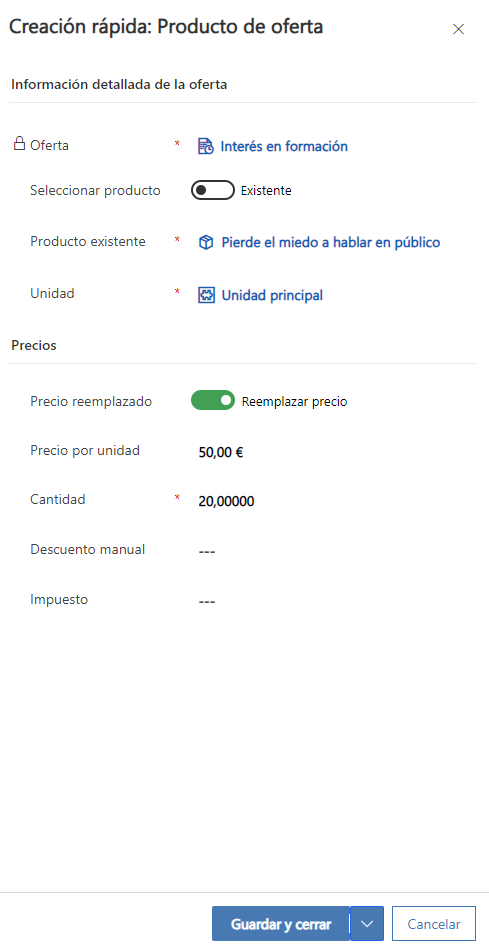 Creación rápida: Producto de oferta
Información detallada de la oferta
Oferta * Interés en formación
Seleccionar producto Existente
Producto existente * Pierde el miedo a hablar en público
Unidad * Unidad principal
Precios
Precio reemplazado Reemplazar precio
Precio por unidad 50,00 €
Cantidad * 20,00000
Descuento manual ---
Impuesto ---
Guardar y cerrar Cancelar